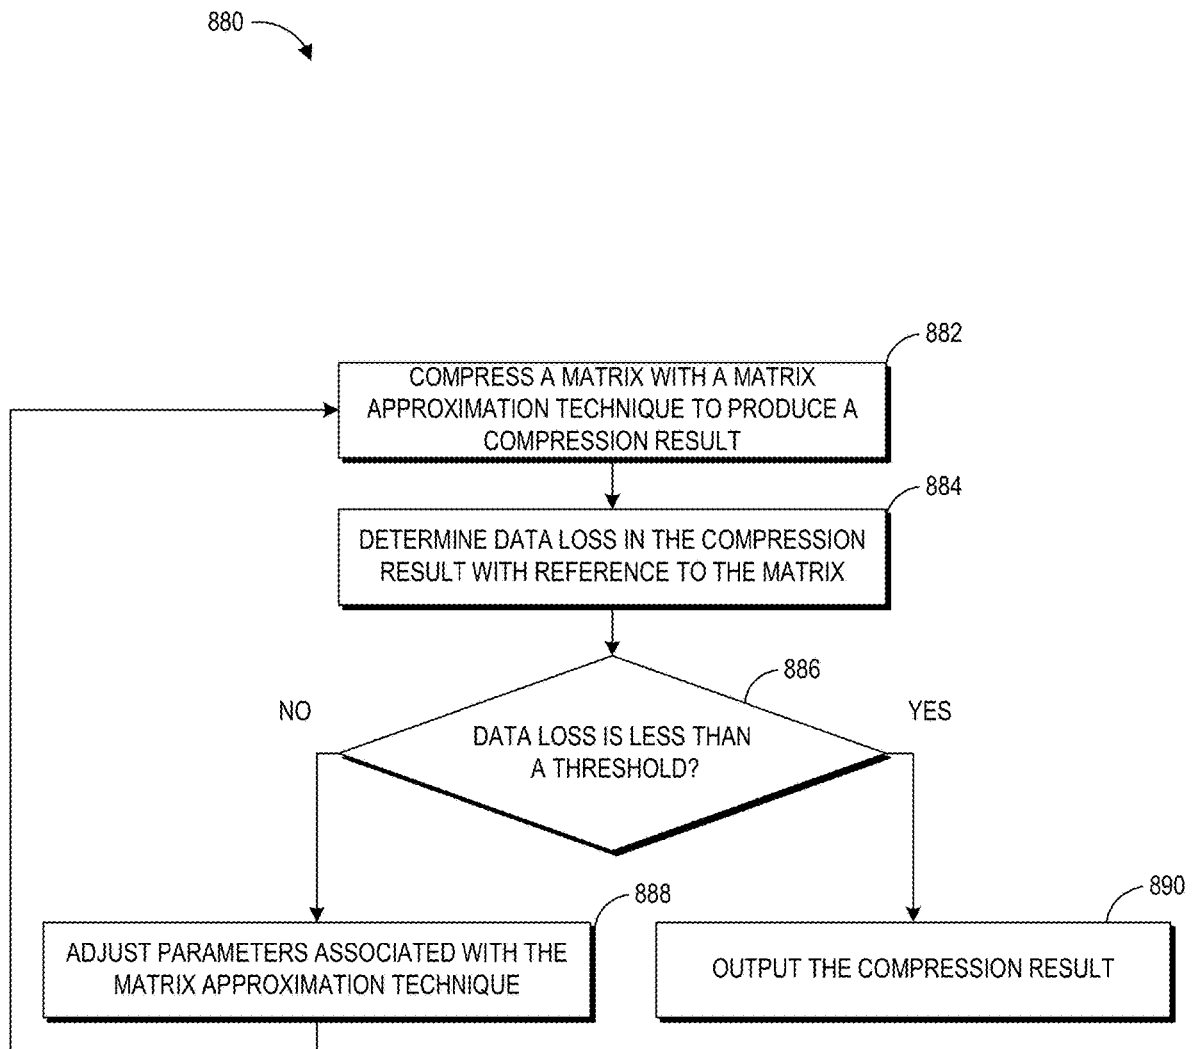 880
882
COMPRESS A MATRIX WITH A MATRIX
APPROXIMATION TECHNIQUE TO PRODUCE A
COMPRESSION RESULT
884
DETERMINE DATA LOSS IN THE COMPRESSION
RESULT WITH REFERENCE TO THE MATRIX
886
NO
YES
DATA LOSS IS LESS THAN
A THRESHOLD?
888
890
ADJUST PARAMETERS ASSOCIATED WITH THE
MATRIX APPROXIMATION TECHNIQUE
OUTPUT THE COMPRESSION RESULT